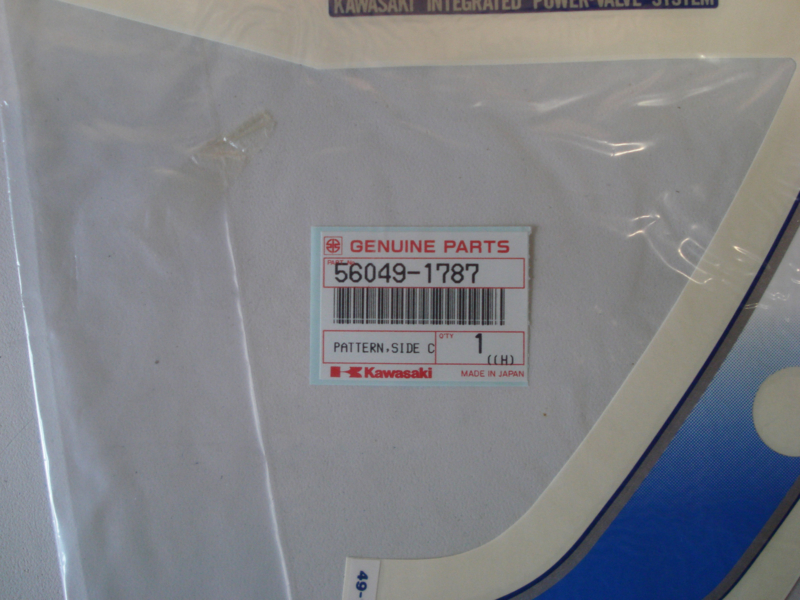 KAWASAKI INTEGRATED POWER-VALVE SYSTEM
GENUINE PARTS
PART No.
56049-1787
PATTERN,SIDE C
Q'TY
1
((H)
Kawasaki
MADE IN JAPAN
49-